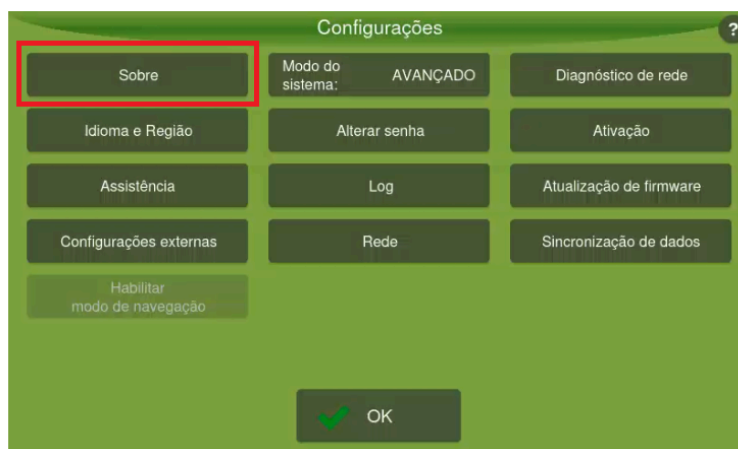 Configurações
?
Sobre
Modo do
sistema:
AVANÇADO
Diagnóstico de rede
Idioma e Região
Alterar senha
Ativação
Assistência
Log
Atualização de firmware
Configurações externas
Rede
Sincronização de dados
Habilitar
modo de navegação
OK